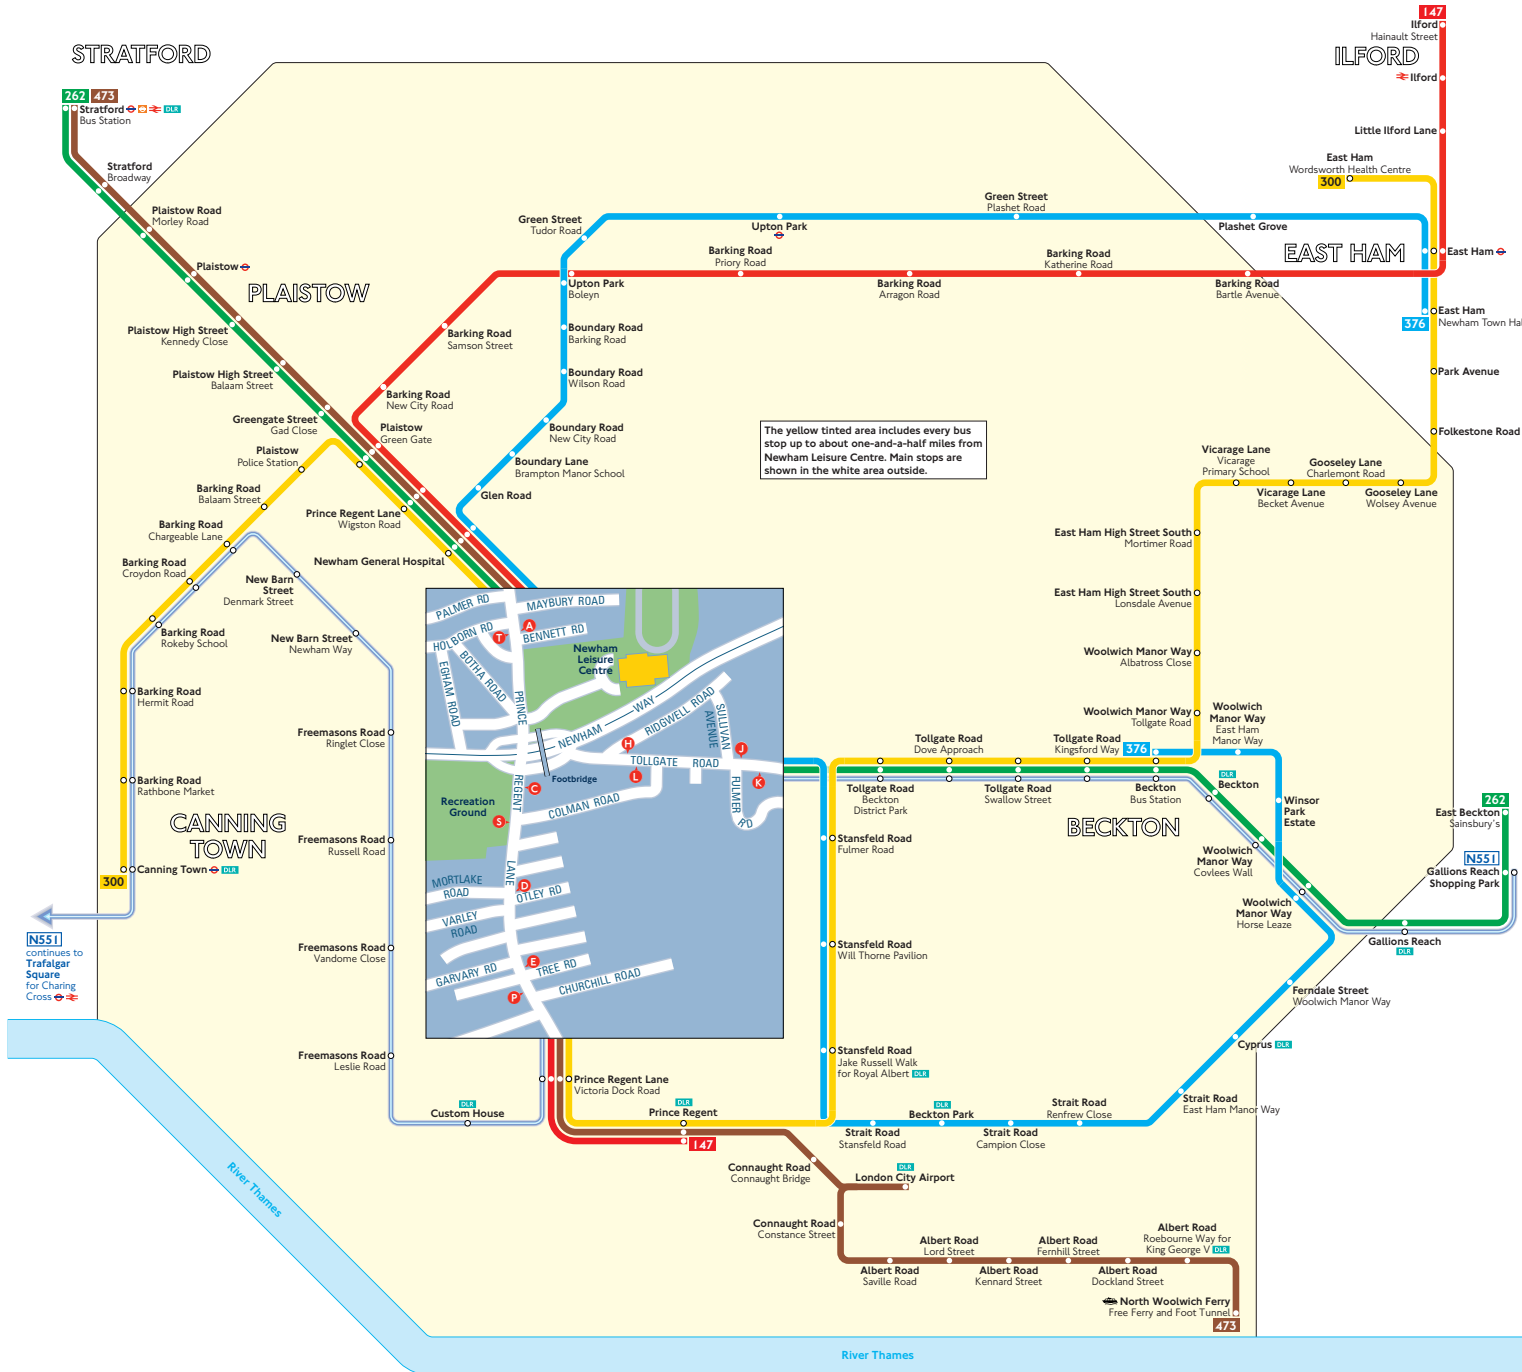 STRATFORD
262 473
Stratford DLR
Bus Station
Stratford
Broadway
Plaistow Road
Morley Road
Plaistow
PLAISTOW
Plaistow High Street
Kennedy Close
Plaistow High Street
Balaam Street
Greengate Street
Gad Close
Plaistow
Police Station
Barking Road
Balaam Street
Barking Road
Chargeable Lane
Barking Road
Croydon Road
Barking Road
Rokeby School
Barking Road
Hermit Road
Barking Road
Rathbone Market
CANNING
TOWN
300
Canning Town DLR
N551
continues to
Trafalgar
Square
for Charing
Cross
New Barn
Street
Denmark Street
New Barn Street
Newham Way
Freemasons Road
Ringlet Close
Freemasons Road
Russell Road
Freemasons Road
Vandome Close
Freemasons Road
Leslie Road
DLR
Custom House
Prince Regent Lane
Wigston Road
Newham General Hospital
Plaistow
Green Gate
Barking Road
New City Road
Barking Road
Samson Street
Green Street
Tudor Road
Upton Park
Boleyn
Boundary Road
Barking Road
Boundary Road
Wilson Road
Boundary Road
New City Road
Boundary Lane
Brampton Manor School
Glen Road
Upton Park
Barking Road
Priory Road
Barking Road
Arragon Road
Green Street
Plashet Road
Barking Road
Katherine Road
Plashet Grove
Barking Road
Bartle Avenue
147
Ilford
Hainault Street
ILFORD
Ilford
Little Ilford Lane
East Ham
Wordsworth Health Centre
300
EAST HAM
East Ham
376
East Ham
Newham Town Hal
Park Avenue
Folkestone Road
Gooseley Lane
Wolsey Avenue
Gooseley Lane
Charlemont Road
Vicarage Lane
Becket Avenue
Vicarage Lane
Vicarage
Primary School
East Ham High Street South
Mortimer Road
East Ham High Street South
Lonsdale Avenue
Woolwich Manor Way
Albatross Close
Woolwich Manor Way
Tollgate Road
The yellow tinted area includes every bus
stop up to about one-and-a-half miles from
Newham Leisure Centre. Main stops are
shown in the white area outside.
PALMER RD
MAYBURY ROAD
HOLBORN RD
BENNETT RD
BOTHA ROAD
EGHAM ROAD
T
A
Newham
Leisure
Centre
PRINCE
REGENT
LANE
NEWHAM WAY
RIDGWELL ROAD
SULLIVAN
AVENUE
H
J
L
K
TOLLGATE ROAD
FULMER
RD
Footbridge
C
COLMAN ROAD
Recreation
Ground
S
MORTLAKE
ROAD
D
OTLEY RD
VARLEY
ROAD
E
TREE RD
GARVARY RD
P
CHURCHILL ROAD
Tollgate Road
Dove Approach
Tollgate Road
Kingsford Way
376
Woolwich
Manor Way
East Ham
Manor Way
Tollgate Road
Beckton
District Park
Tollgate Road
Swallow Street
Beckton
Bus Station
DLR
Beckton
BECKTON
Winsor
Park
Estate
Woolwich
Manor Way
Covlees Wall
Woolwich
Manor Way
Horse Leaze
262
East Beckton
Sainsbury's
N551
Gallions Reach
Shopping Park
Gallions Reach
DLR
Ferndale Street
Woolwich Manor Way
Cyprus DLR
Strait Road
East Ham Manor Way
Strait Road
Renfrew Close
Strait Road
Campion Close
DLR
Beckton Park
Strait Road
Stansfeld Road
Stansfeld Road
Fulmer Road
Stansfeld Road
Will Thorne Pavilion
Stansfeld Road
Jake Russell Walk
for Royal Albert DLR
Prince Regent Lane
Victoria Dock Road
DLR
Prince Regent
147
Connaught Road
Connaught Bridge
DLR
London City Airport
Connaught Road
Constance Street
Albert Road
Saville Road
Albert Road
Lord Street
Albert Road
Kennard Street
Albert Road
Fernhill Street
Albert Road
Dockland Street
Albert Road
Roebourne Way for
King George V DLR
North Woolwich Ferry
Free Ferry and Foot Tunnel
473
River Thames
River Thames